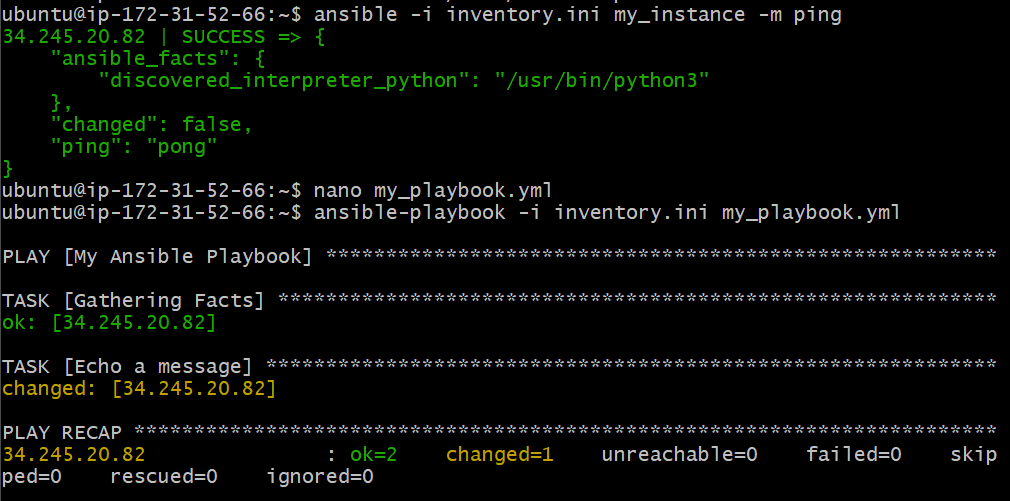 ubuntu@ip-172-31-52-66:~$ ansible -i inventory.ini my_instance -m ping
34.245.20.82 | SUCCESS => {
    "ansible_facts": {
        "discovered_interpreter_python": "/usr/bin/python3"
    },
    "changed": false,
    "ping": "pong"
}
ubuntu@ip-172-31-52-66:~$ nano my_playbook.yml
ubuntu@ip-172-31-52-66:~$ ansible-playbook -i inventory.ini my_playbook.yml
PLAY [My Ansible Playbook] ********************************************************
TASK [Gathering Facts] ************************************************************
ok: [34.245.20.82]
TASK [Echo a message] *************************************************************
changed: [34.245.20.82]
PLAY RECAP ************************************************************************
34.245.20.82               : ok=2    changed=1    unreachable=0    failed=0    skip
ped=0    rescued=0    ignored=0